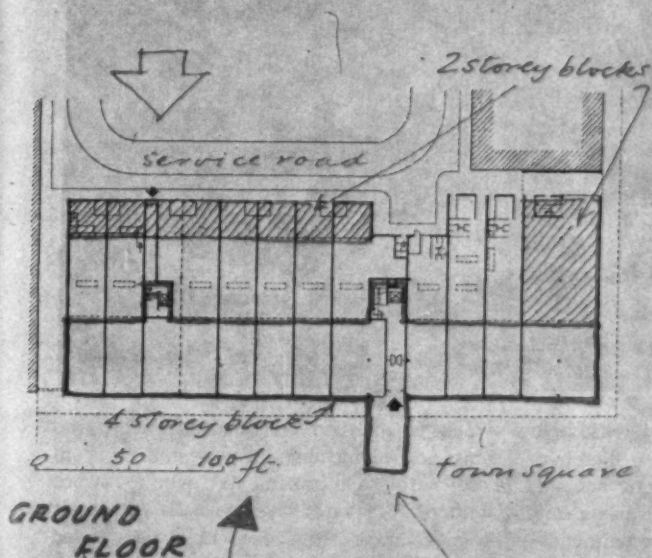 2 storey blocks
service road
4 storey block
0 50 100 ft.
town square
GROUND
FLOOR